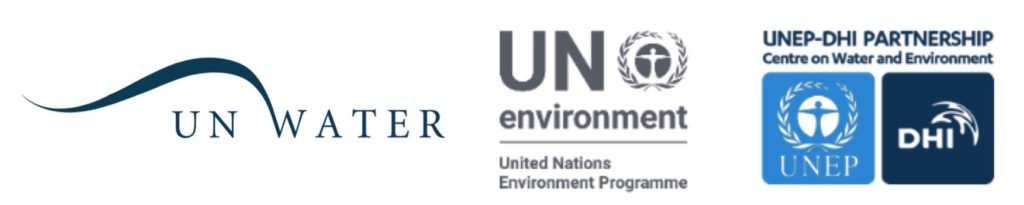 UN WATER
UN
environment
United Nations
Environment Programme
UNEP-DHI PARTNERSHIP
Centre on Water and Environment
UNEP
DHI